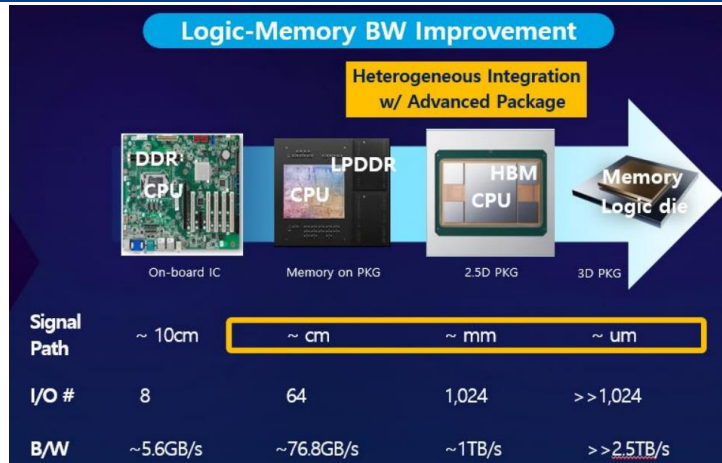 Logic-Memory BW Improvement
Heterogeneous Integration
w/ Advanced Package
DDR
CPU
LPDDR
CPU
HBM
CPU
Memory
Logic die
On-board IC
Memory on PKG
2.5D PKG
3D PKG
Signal
Path
~ 10cm
~ cm
~ mm
~ um
I/O #
8
64
1,024
>>1,024
B/W
~5.6GB/s
~76.8GB/s
~1TB/s
>>2.5TB/s